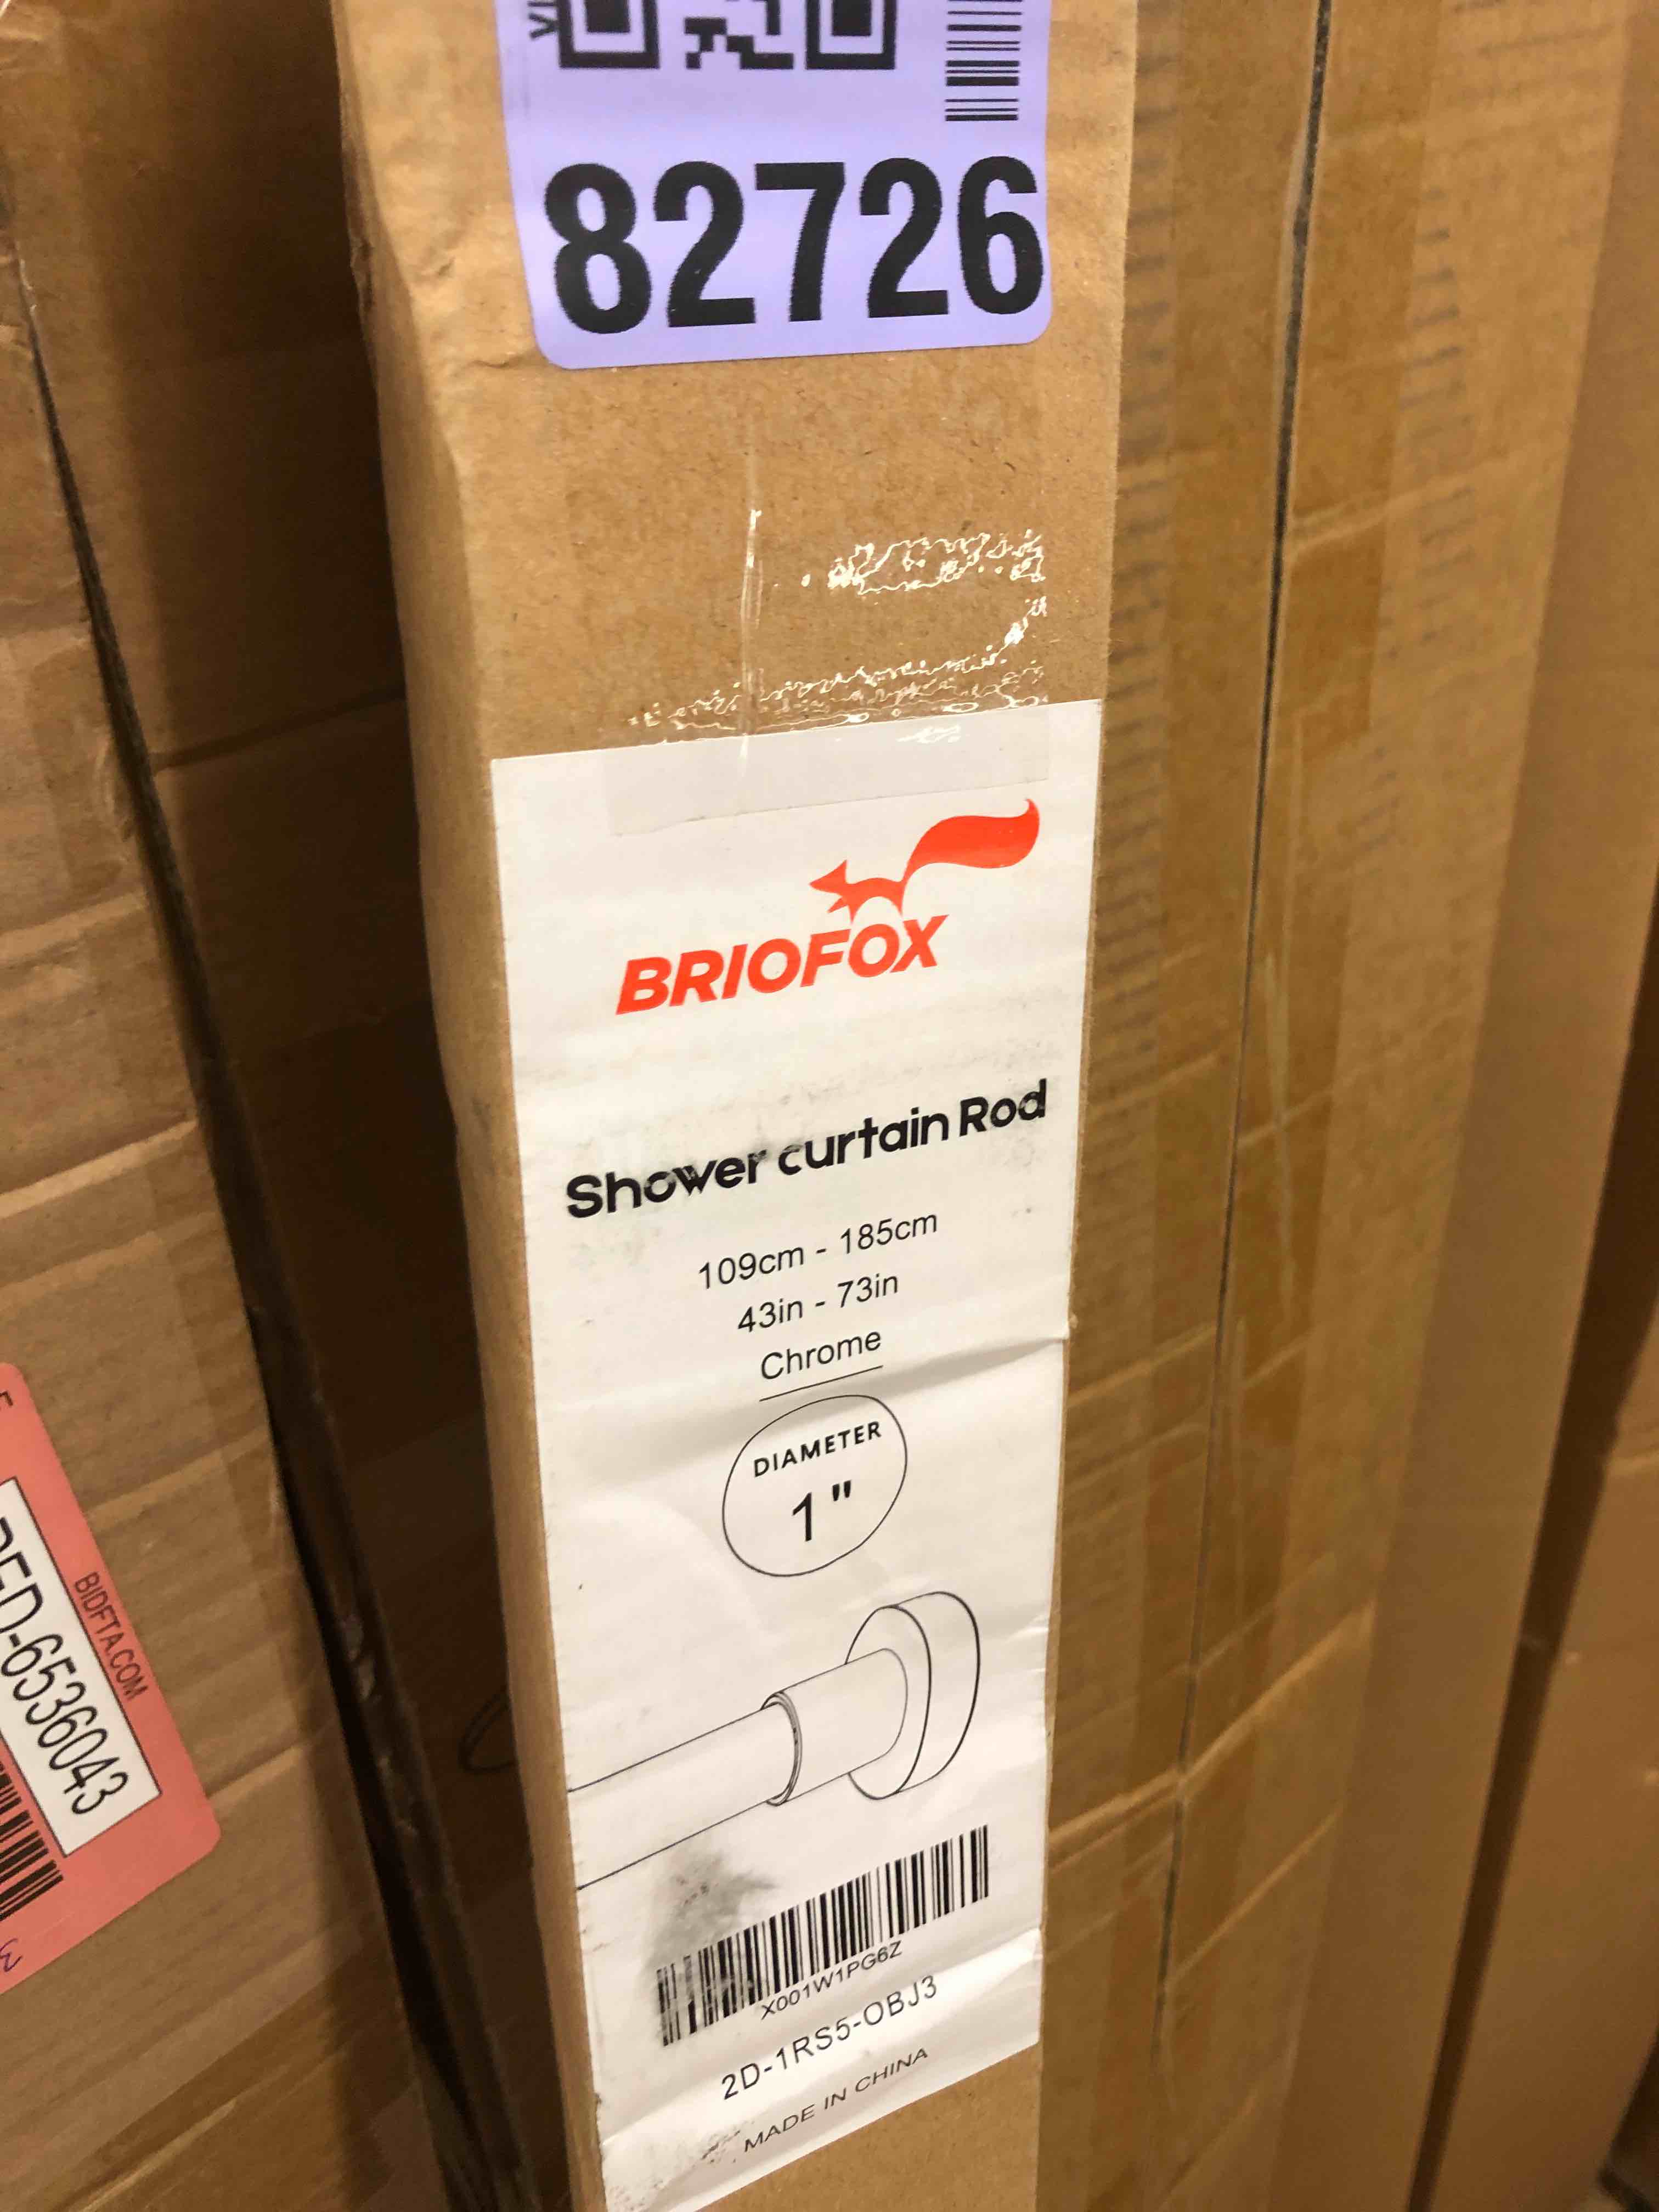 82726
BRIOFOX
Shower curtain Rod
109cm - 185cm
43in - 73in
Chrome
DIAMETER
1"
X001W1PG6Z
2D-1RS5-OBJ3
MADE IN CHINA
BIDFTA.COM
-6536043